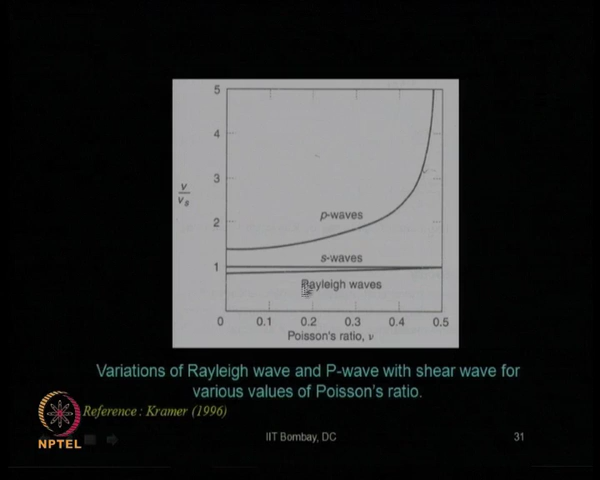 5
4
3
2
1
v
vs
p-waves
s-waves
Rayleigh waves
0 0.1 0.2 0.3 0.4 0.5
Poisson's ratio, ν
Variations of Rayleigh wave and P-wave with shear wave for
various values of Poisson's ratio.
Reference : Kramer (1996)
NPTEL
IIT Bombay, DC
31